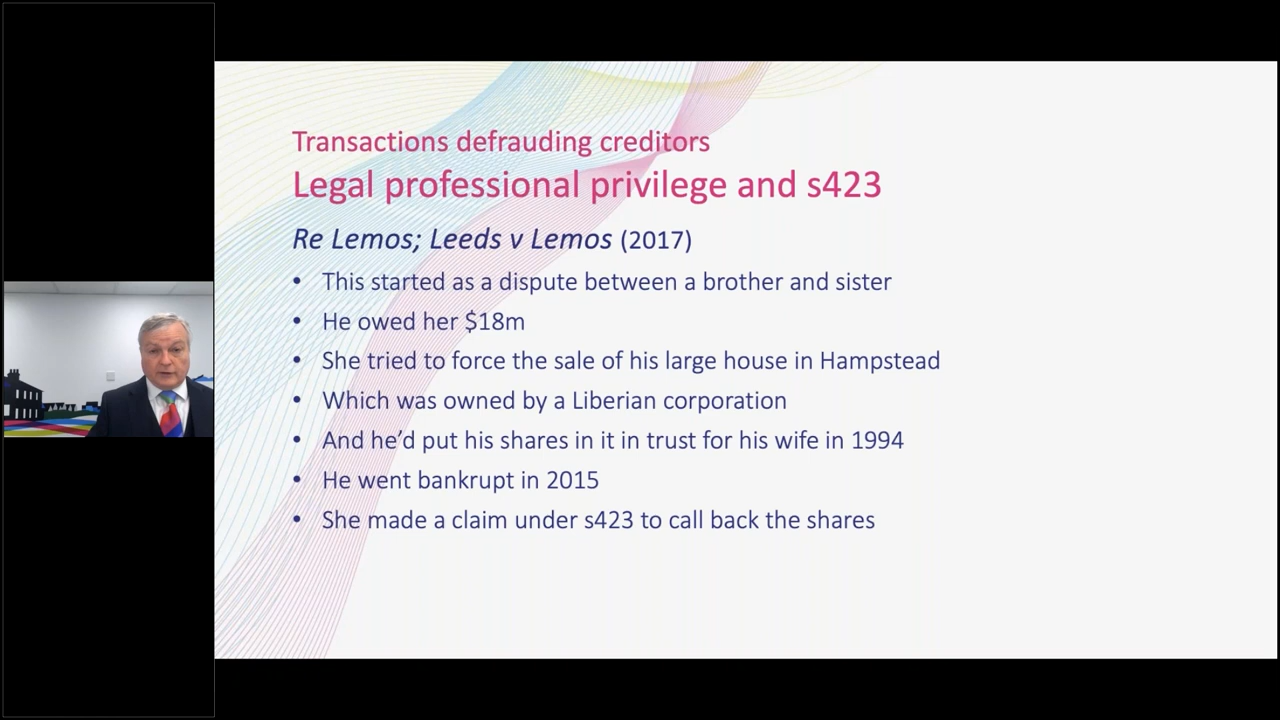 Transactions defrauding creditors
Legal professional privilege and s423
Re Lemos; Leeds v Lemos (2017)
• This started as a dispute between a brother and sister
• He owed her $18m
• She tried to force the sale of his large house in Hampstead
• Which was owned by a Liberian corporation
• And he’d put his shares in it in trust for his wife in 1994
• He went bankrupt in 2015
• She made a claim under s423 to call back the shares